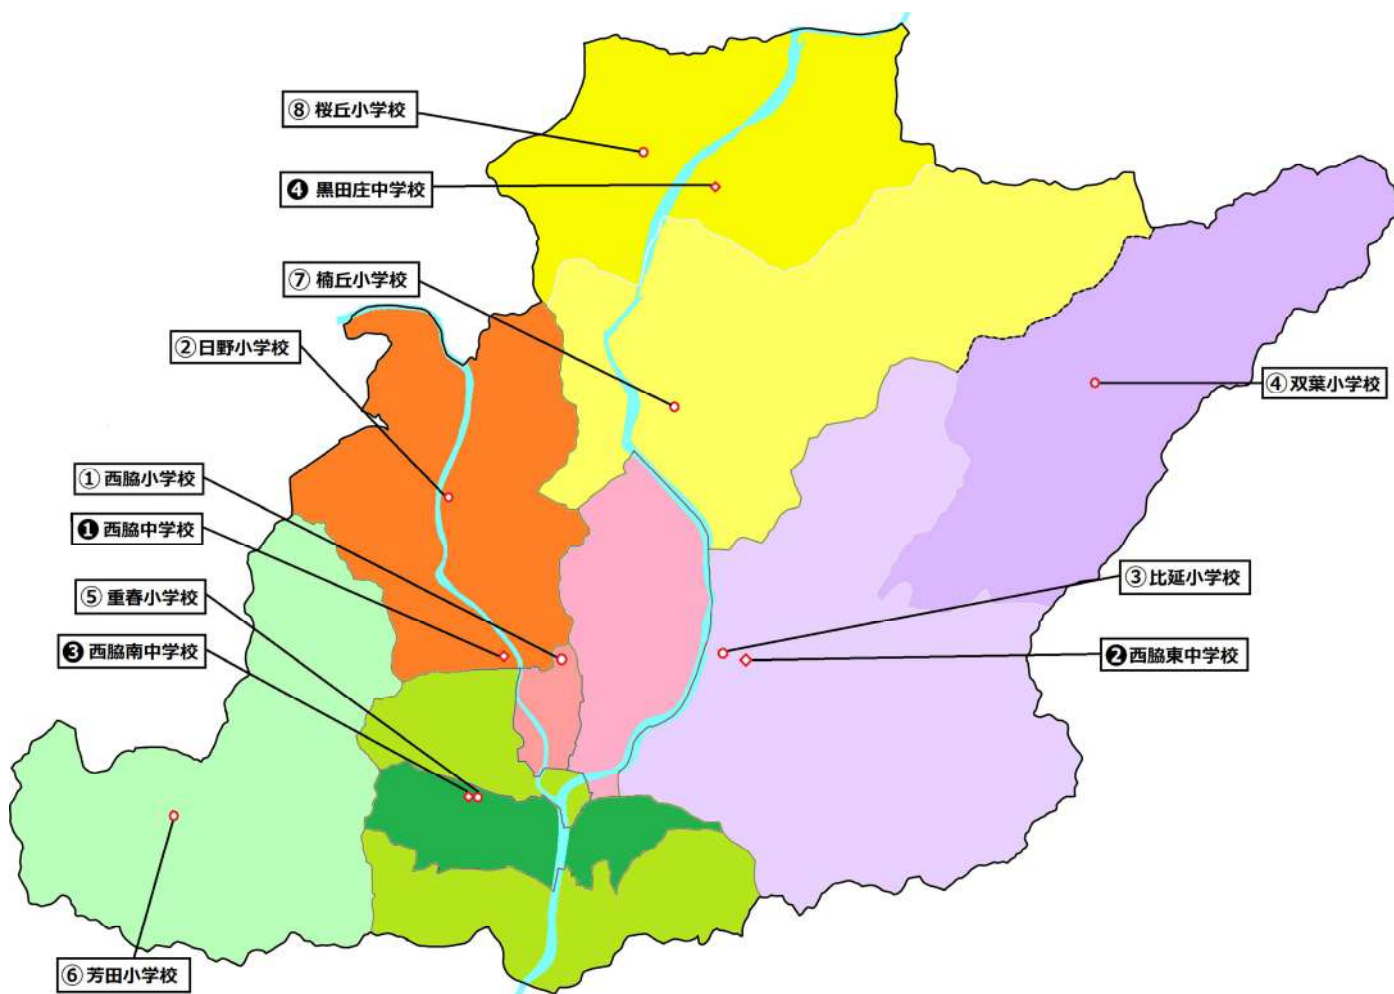 ⑧ 桜丘小学校
❹ 黒田庄中学校
⑦ 楠丘小学校
② 日野小学校
④ 双葉小学校
① 西脇小学校
❶ 西脇中学校
③ 比延小学校
⑤ 重春小学校
❸ 西脇南中学校
❷ 西脇東中学校
⑥ 芳田小学校